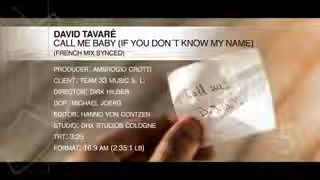 DAVID TAVARÉ
CALL ME BABY (IF YOU DON´T KNOW MY NAME)
(FRENCH MIX SYNCED)
PRODUCER: AMBROGIO CROTTI
CLIENT: TEAM 33 MUSIC S. L.
DIRECTOR: DIRK HILGER
DOP: MICHAEL JOERG
EDITOR: HANNO VON CONTZEN
STUDIO: DHX STUDIOS COLOGNE
TRT: 3:25
FORMAT: 16:9 AM (2.35:1 LB)
Call me